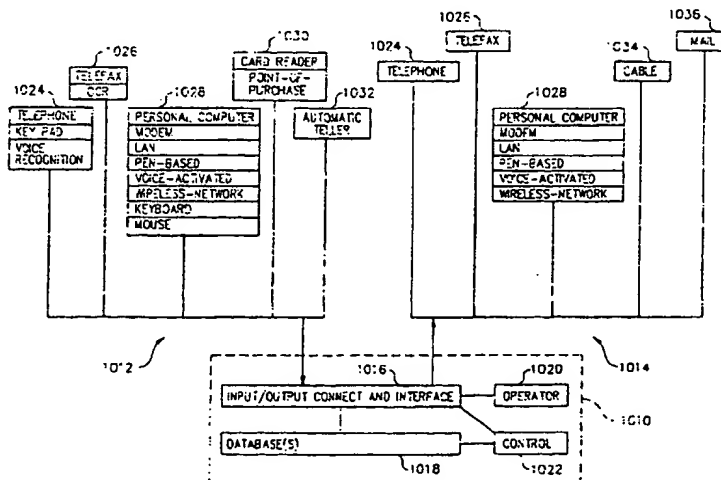 1024
TELEPHONE
KEY PAD
VOICE
RECOGNITION
1026
TELEFAX
OCR
1028
PERSONAL COMPUTER
MODEM
LAN
PEN-BASED
VOICE-ACTIVATED
WIRELESS-NETWORK
KEYBOARD
MOUSE
1030
CARD READER
POINT-OF-
PURCHASE
1032
AUTOMATIC
TELLER
1024
TELEPHONE
1026
TELEFAX
1028
PERSONAL COMPUTER
MODEM
LAN
PEN-BASED
VOICE-ACTIVATED
WIRELESS-NETWORK
1034
CABLE
1036
MAIL
1012
1014
1016
INPUT/OUTPUT CONNECT AND INTERFACE
1020
OPERATOR
1010
DATABASE(S)
1018
CONTROL
1022